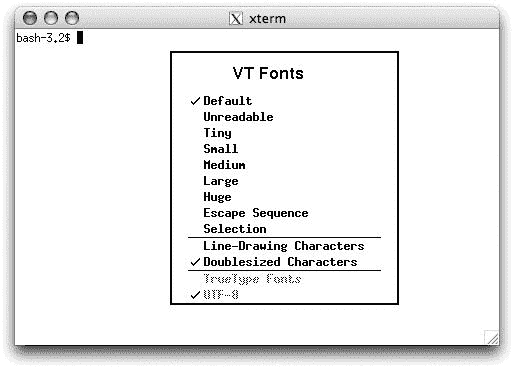 xterm
bash-3.2$
VT Fonts
✓ Default
Unreadable
Tiny
Small
Medium
Large
Huge
Escape Sequence
Selection
Line-Drawing Characters
✓ Doublesized Characters
TrueType Fonts
✓ UTF-8